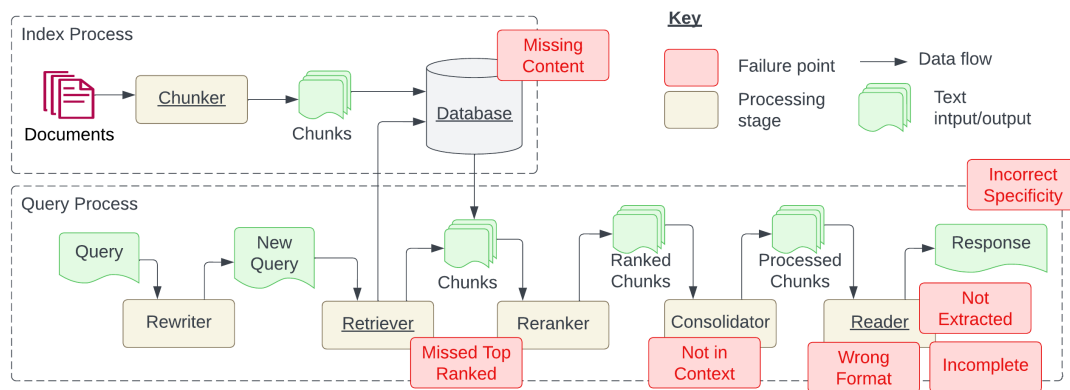 Key
Index Process
Missing
Content
Failure point
Data flow
Chunker
Database
Processing
stage
Text
intput/output
Documents
Chunks
Incorrect
Specificity
Query Process
Query
New
Query
Chunks
Ranked
Chunks
Processed
Chunks
Response
Rewriter
Retriever
Reranker
Consolidator
Reader
Not
Extracted
Missed Top
Ranked
Not in
Context
Wrong
Format
Incomplete